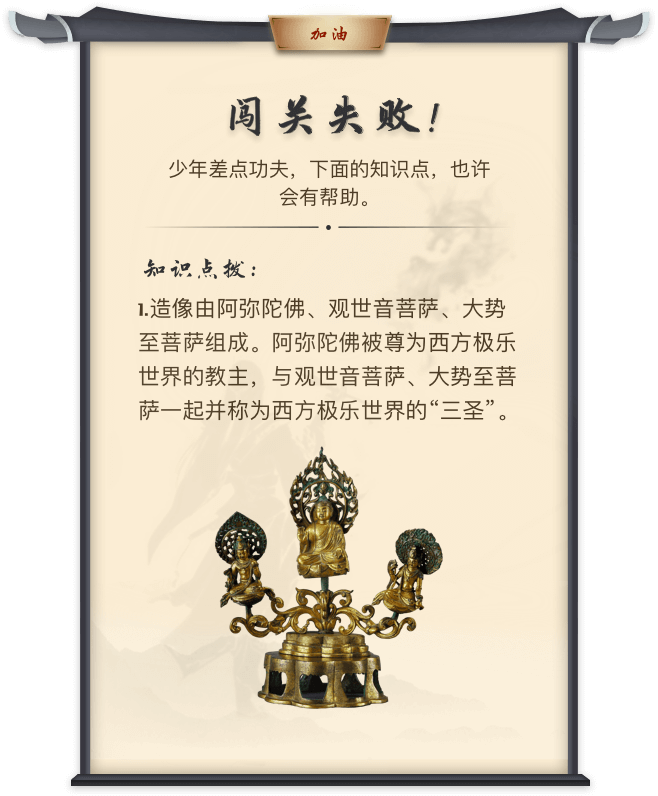 加油
闯关失败！
少年差点功夫，下面的知识点，也许
会有帮助。
知识点拨：
1.造像由阿弥陀佛、观世音菩萨、大势
至菩萨组成。阿弥陀佛被尊为西方极乐
世界的教主，与观世音菩萨、大势至菩
萨一起并称为西方极乐世界的“三圣”。